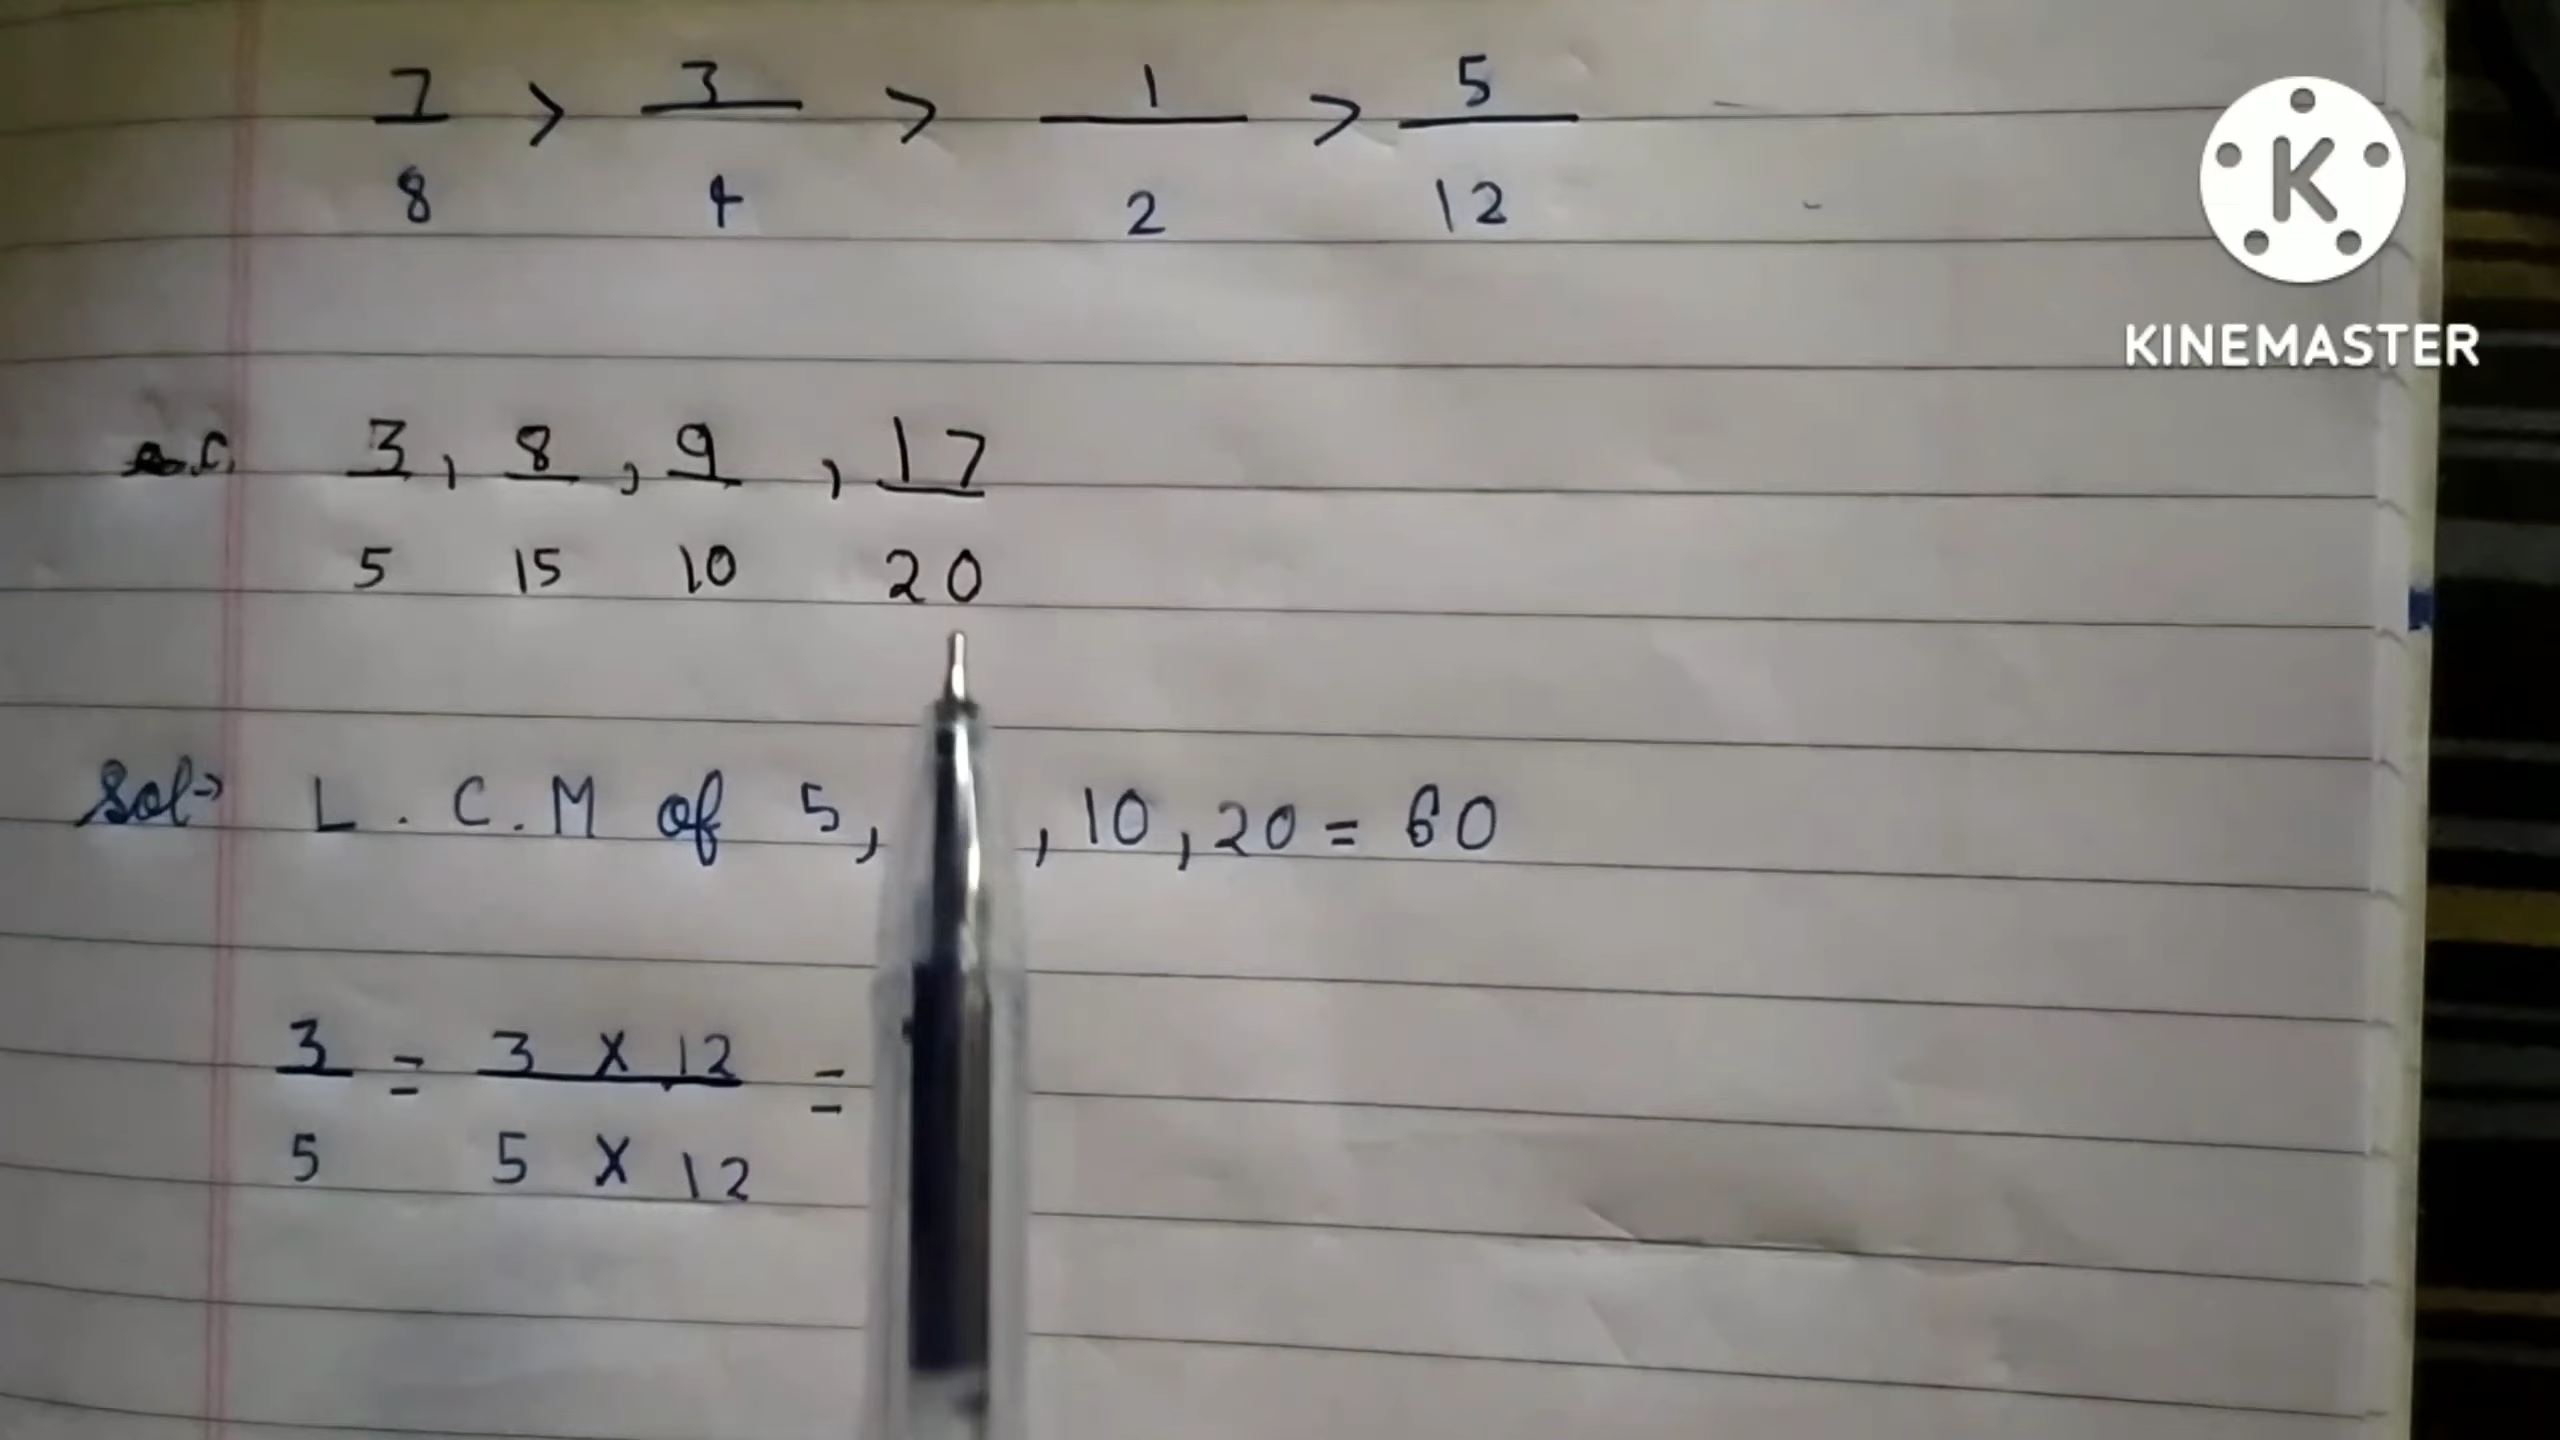 7/8 > 3/4 > 1/2 > 5/12
K
KINEMASTER
c. 3/5, 8/15, 9/10, 17/20
Sol→ L.C.M of 5, , 10, 20 = 60
3/5 = 3 X 12 / 5 X 12 =